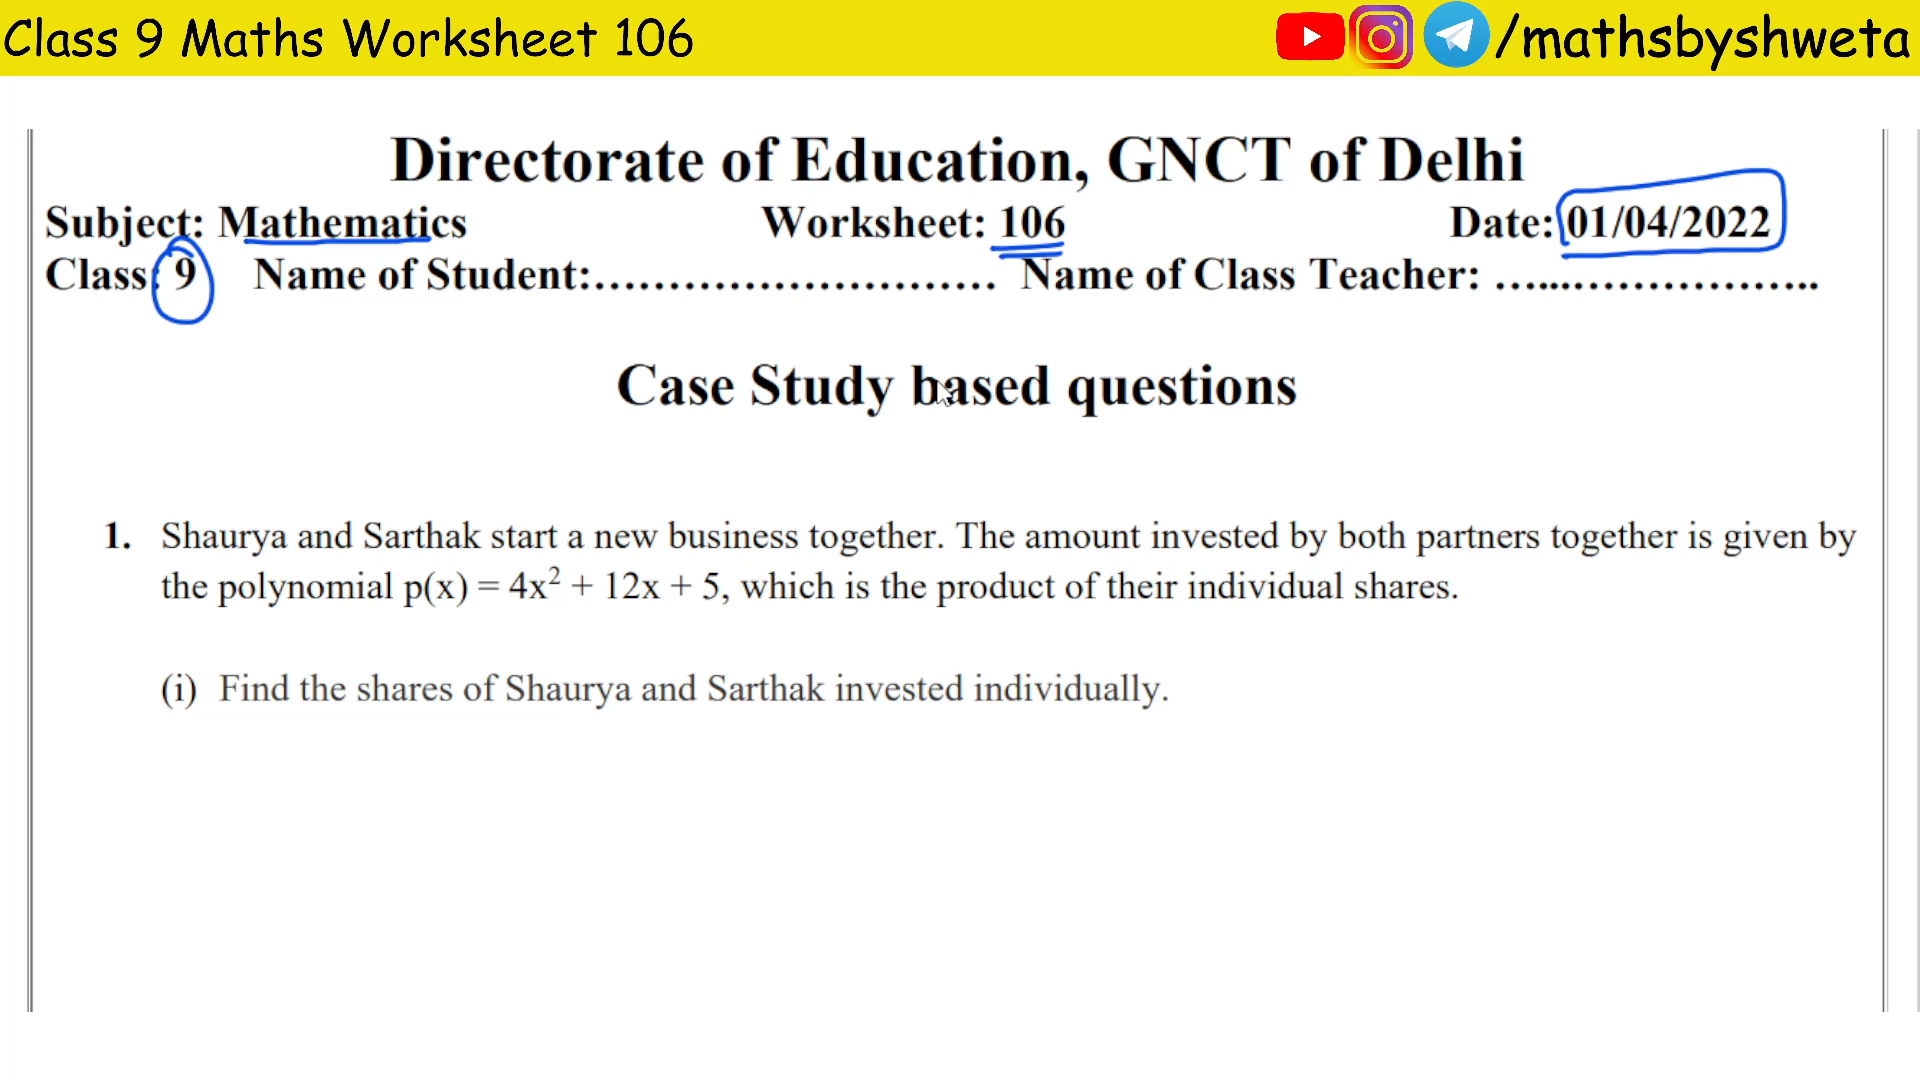 Class 9 Maths Worksheet 106
/mathsbyshweta
Directorate of Education, GNCT of Delhi
Subject: Mathematics Worksheet: 106 Date: 01/04/2022
Class: 9 Name of Student:........................... Name of Class Teacher: ........................
Case Study based questions
1. Shaurya and Sarthak start a new business together. The amount invested by both partners together is given by
the polynomial p(x) = 4x² + 12x + 5, which is the product of their individual shares.
(i) Find the shares of Shaurya and Sarthak invested individually.